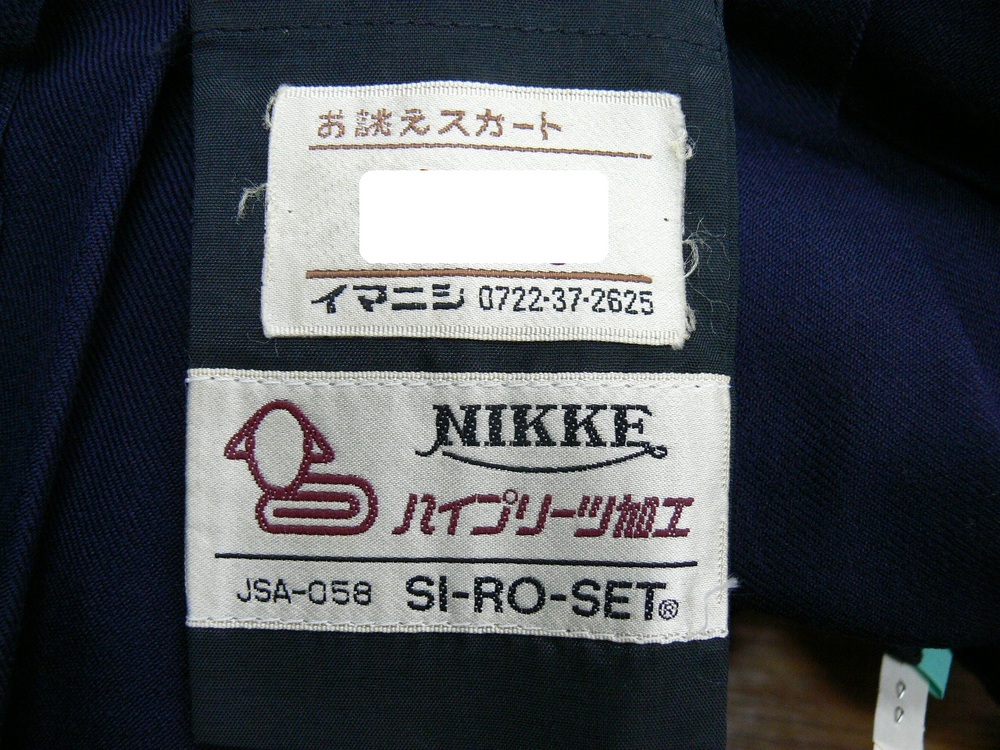 お誂えスカート
イマニシ 0722-37-2625
NIKKE
ハイプリーツ加工
JSA-058 SI-RO-SET®